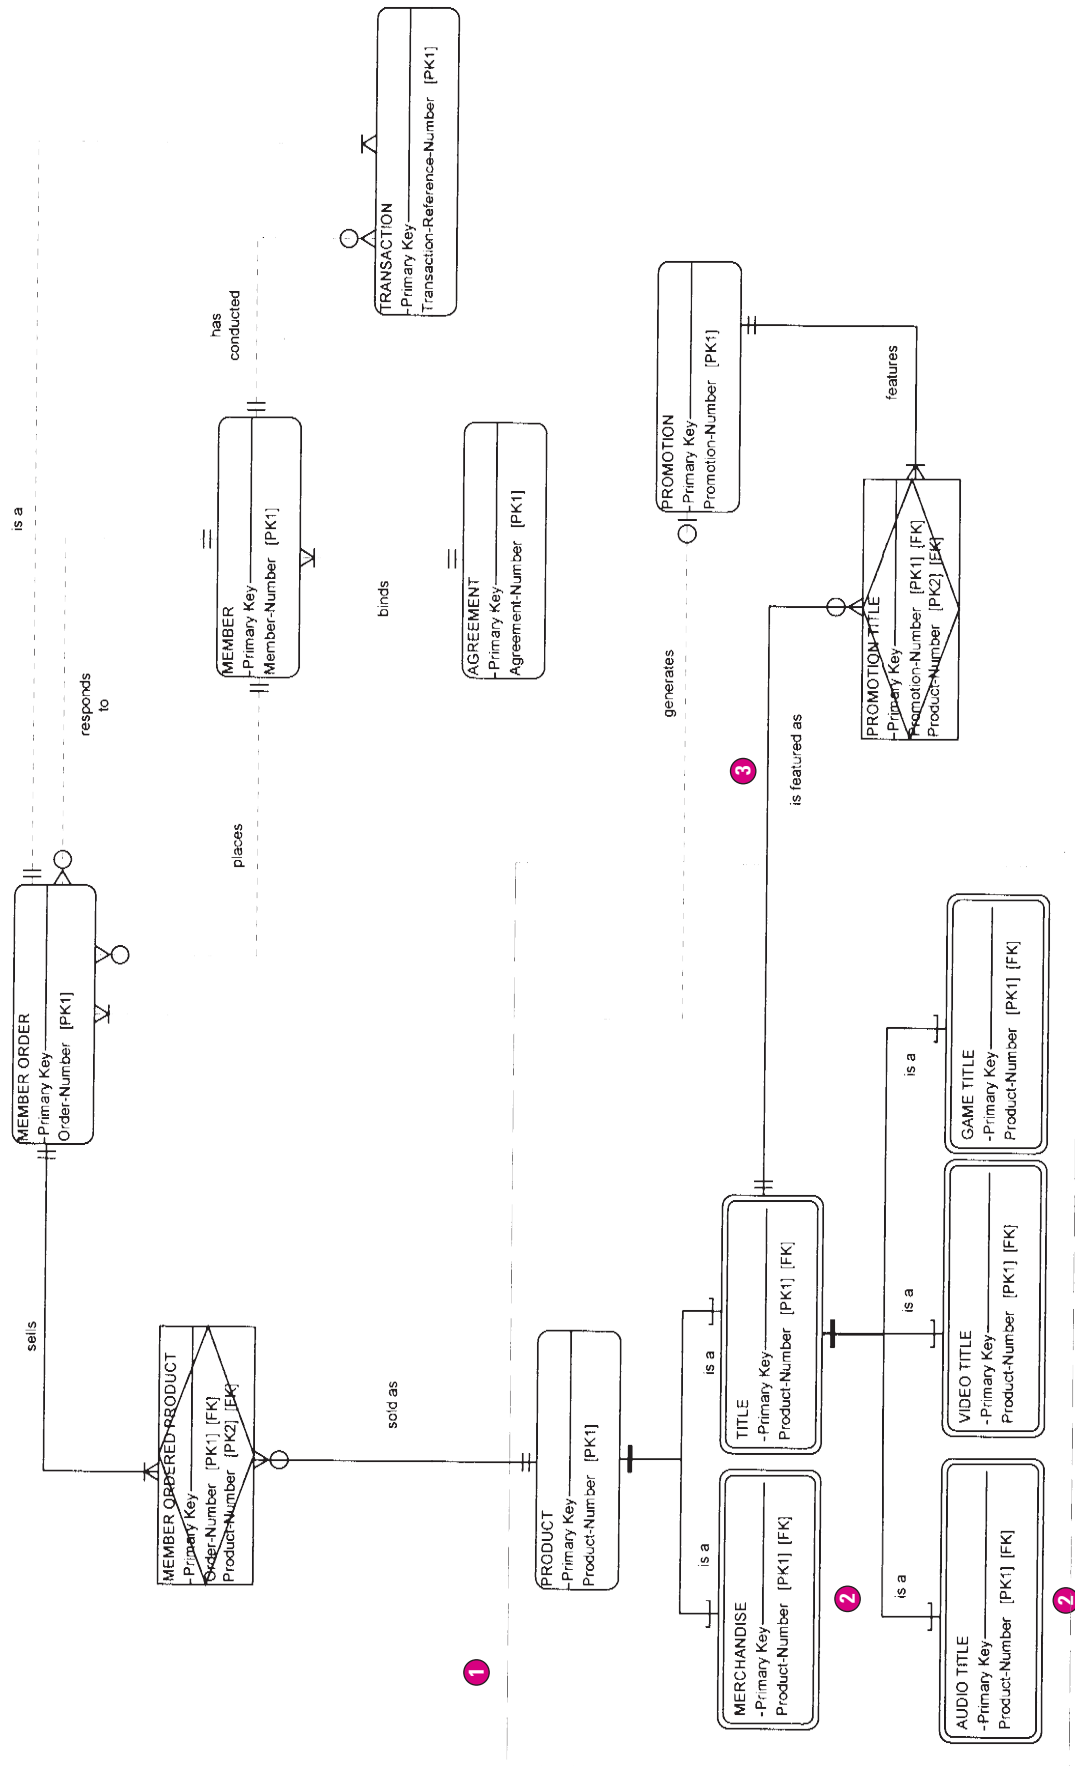 is a
responds
to
MEMBER ORDER
-Primary Key
Order-Number [PK1]
sells
MEMBER ORDERED PRODUCT
-Primary Key
Order-Number [PK1] [FK]
Product-Number [PK2] [FK]
places
MEMBER
-Primary Key
Member-Number [PK1]
has
conducted
TRANSACTION
-Primary Key
Transaction-Reference-Number [PK1]
binds
AGREEMENT
-Primary Key
Agreement-Number [PK1]
sold as
1
PRODUCT
-Primary Key
Product-Number [PK1]
generates
PROMOTION
-Primary Key
Promotion-Number [PK1]
is a
is a
3
is featured as
features
MERCHANDISE
-Primary Key
Product-Number [PK1] [FK]
TITLE
-Primary Key
Product-Number [PK1] [FK]
PROMOTION TITLE
-Primary Key
Promotion-Number [PK1] [FK]
Product-Number [PK2] [FK]
2
is a
is a
is a
AUDIO TITLE
-Primary Key
Product-Number [PK1] [FK]
VIDEO TITLE
-Primary Key
Product-Number [PK1] [FK]
GAME TITLE
-Primary Key
Product-Number [PK1] [FK]
2